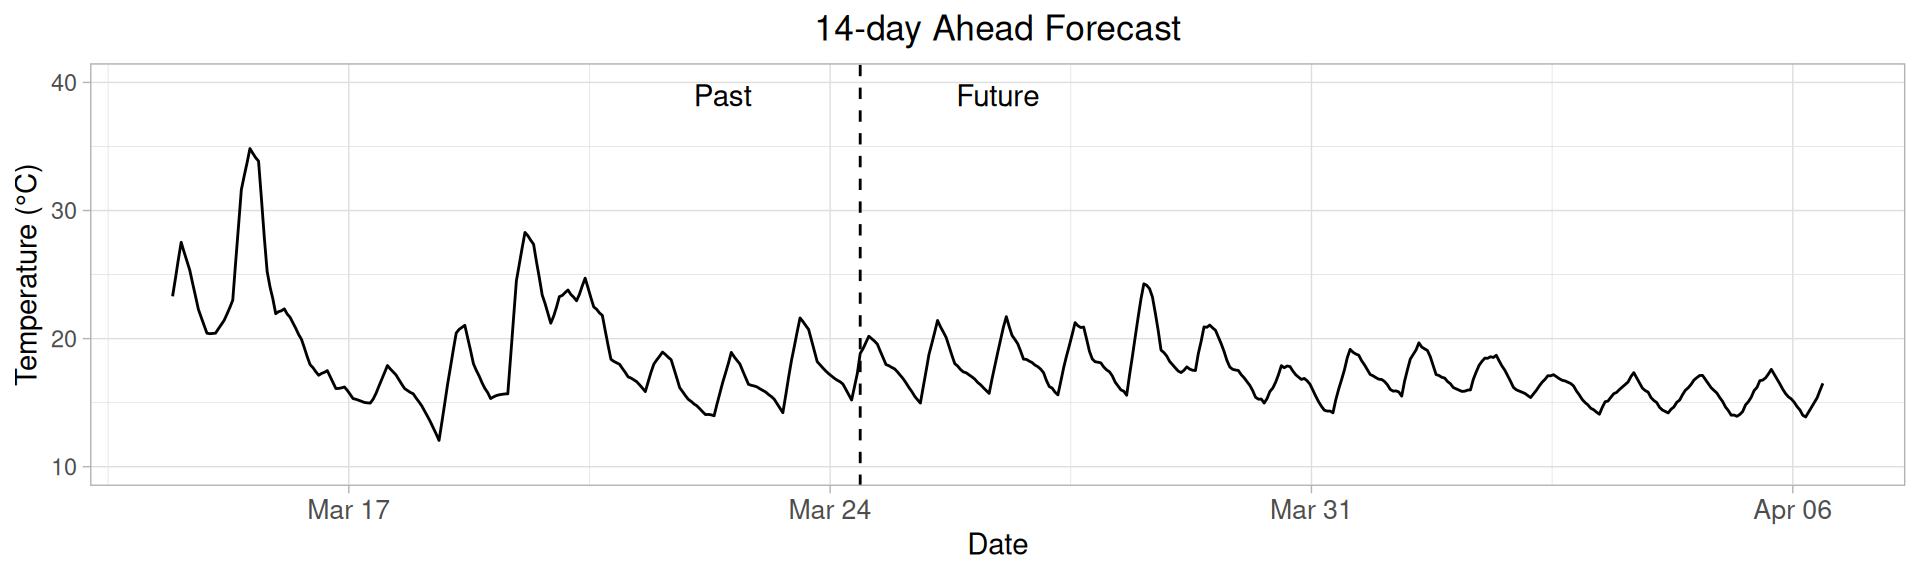 14-day Ahead Forecast
Past
Future
Temperature (°C)
40
30
20
10
Mar 17
Mar 24
Mar 31
Apr 06
Date